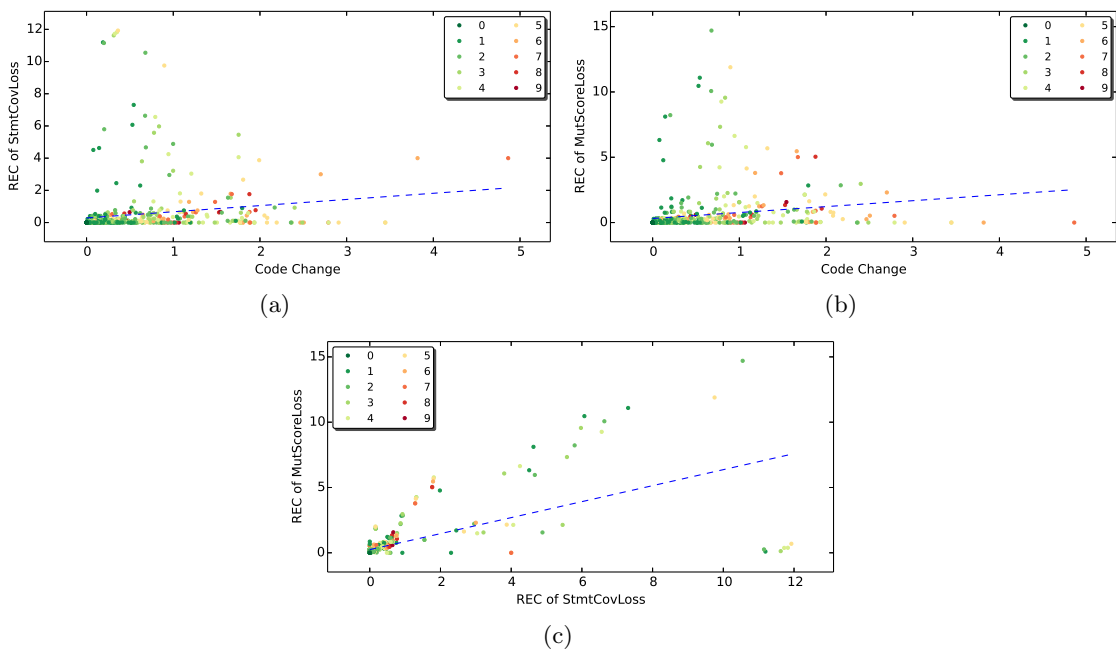 REC of StmtCovLoss
12
10
8
6
4
2
0
0 5
1 6
2 7
3 8
4 9
0 1 2 3 4 5
Code Change
(a)
REC of MutScoreLoss
15
10
5
0
0 5
1 6
2 7
3 8
4 9
0 1 2 3 4 5
Code Change
(b)
REC of MutScoreLoss
15
10
5
0
0 5
1 6
2 7
3 8
4 9
0 2 4 6 8 10 12
REC of StmtCovLoss
(c)